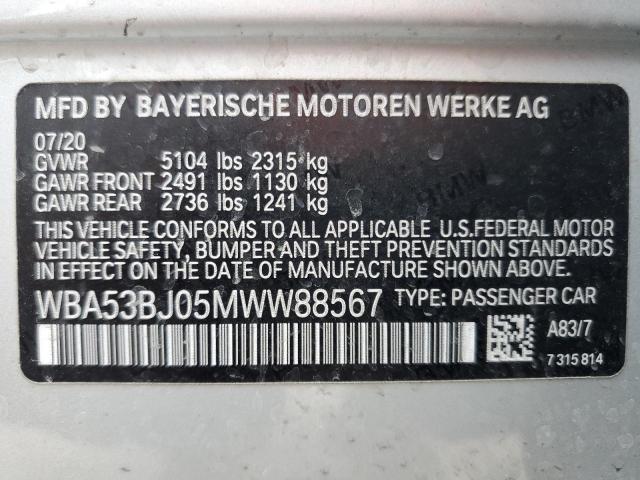 MFD BY BAYERISCHE MOTOREN WERKE AG
07/20
GVWR 5104 lbs 2315 kg
GAWR FRONT 2491 lbs 1130 kg
GAWR REAR 2736 lbs 1241 kg
THIS VEHICLE CONFORMS TO ALL APPLICABLE U.S.FEDERAL MOTOR
VEHICLE SAFETY, BUMPER AND THEFT PREVENTION STANDARDS
IN EFFECT ON THE DATE OF MANUFACTURE SHOWN ABOVE.
WBA53BJ05MWW88567 TYPE: PASSENGER CAR
A83/7
7 315 814
BMW
BMW